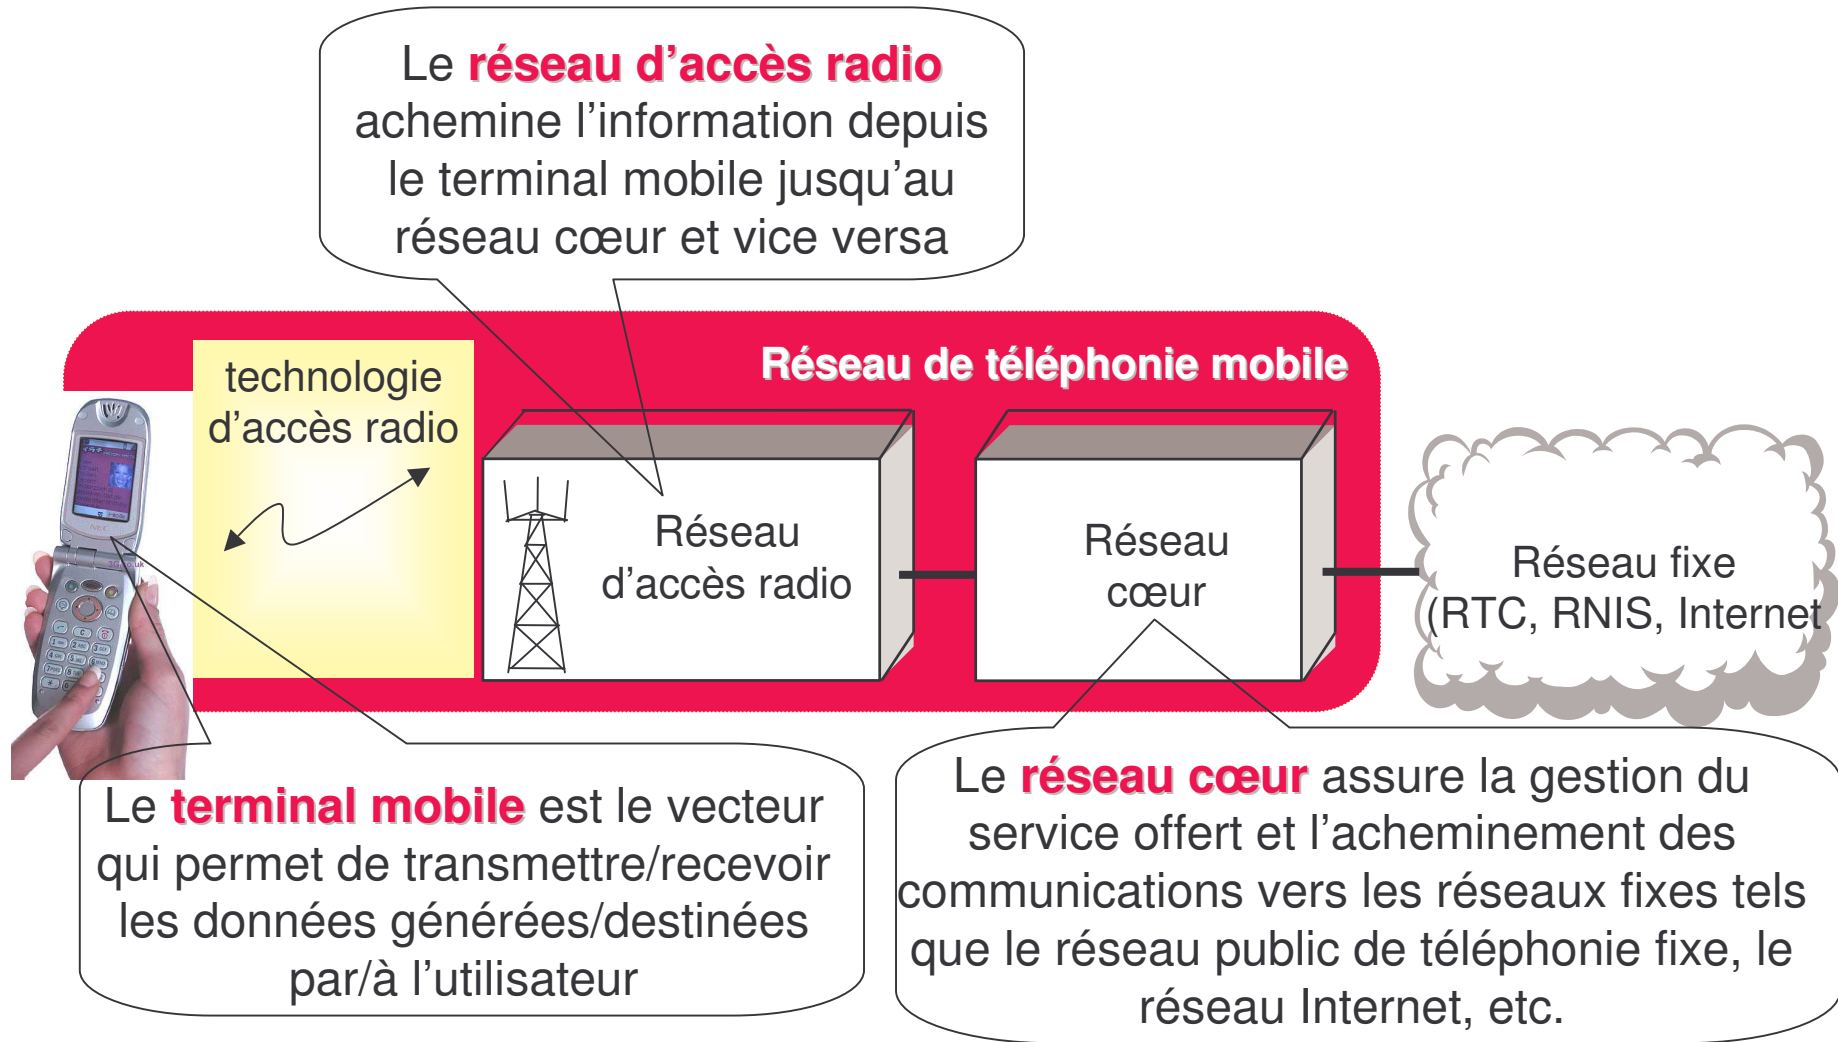 Le réseau d’accès radio
achemine l’information depuis
le terminal mobile jusqu’au
réseau cœur et vice versa
Réseau de téléphonie mobile
technologie
d’accès radio
Réseau
d’accès radio
Réseau
cœur
Réseau fixe
(RTC, RNIS, Internet
NEC
3G.co.uk
Le terminal mobile est le vecteur
qui permet de transmettre/recevoir
les données générées/destinées
par/à l’utilisateur
Le réseau cœur assure la gestion du
service offert et l’acheminement des
communications vers les réseaux fixes tels
que le réseau public de téléphonie fixe, le
réseau Internet, etc.